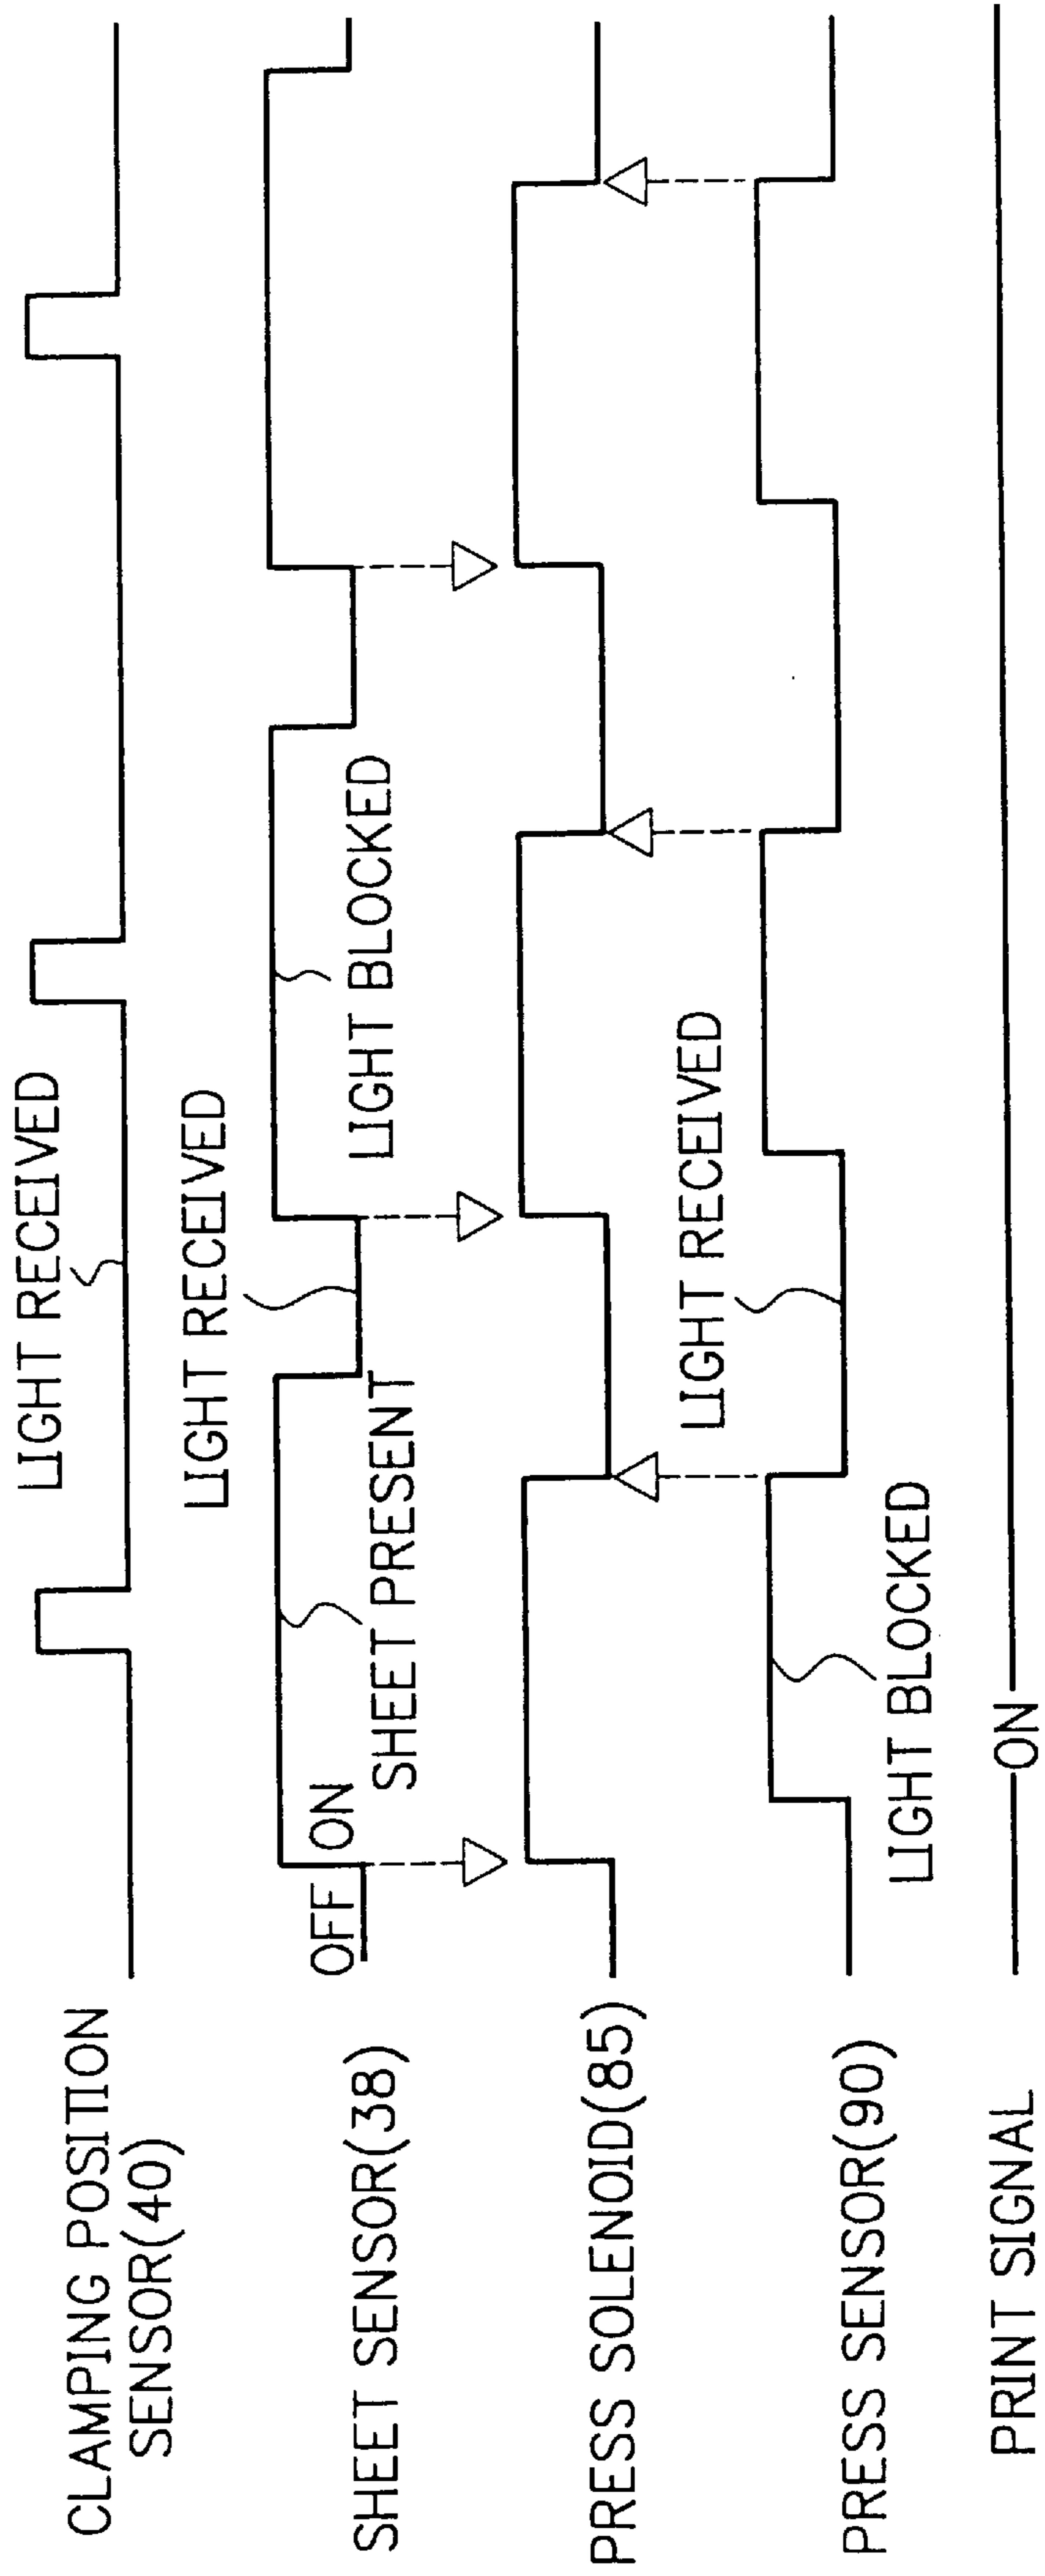 CLAMPING POSITION
SENSOR(40)
LIGHT RECEIVED
SHEET SENSOR(38)
OFF
ON
SHEET PRESENT
LIGHT RECEIVED
LIGHT BLOCKED
PRESS SOLENOID(85)
PRESS SENSOR(90)
LIGHT BLOCKED
LIGHT RECEIVED
PRINT SIGNAL
ON